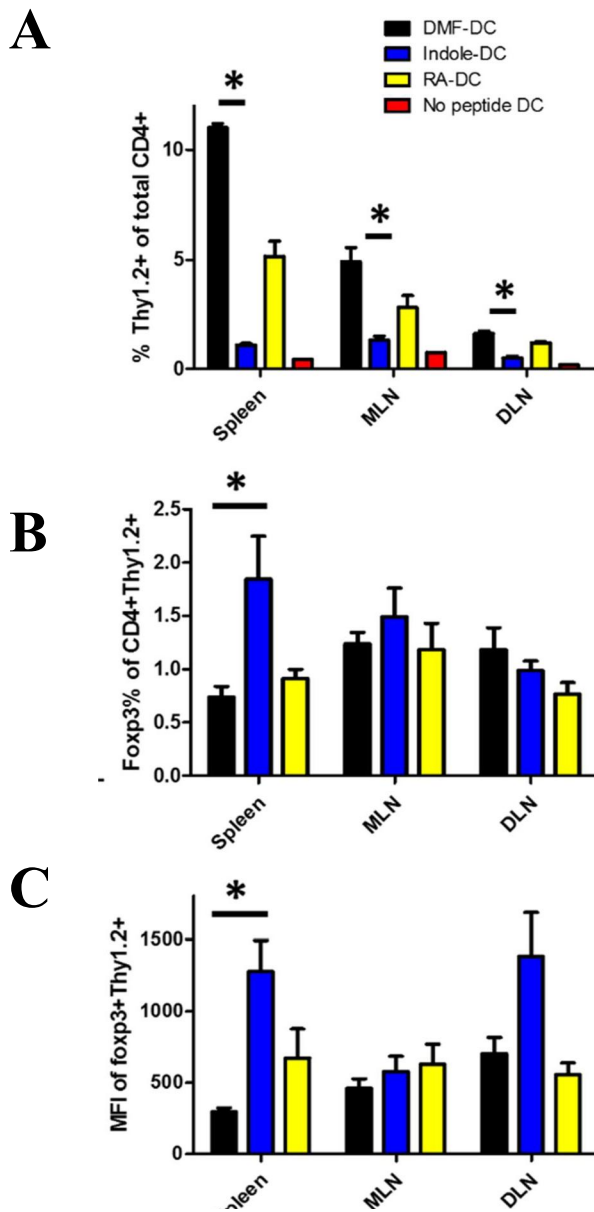 A
DMF-DC
Indole-DC
RA-DC
No peptide DC
*
*
*
% Thy1.2+ of total CD4+
10
5
0
Spleen
MLN
DLN
B
*
Foxp3% of CD4+Thy1.2+
2.5
2.0
1.5
1.0
0.5
0.0
-
Spleen
MLN
DLN
C
*
MFI of foxp3+Thy1.2+
1500
1000
500
0
Spleen
MLN
DLN